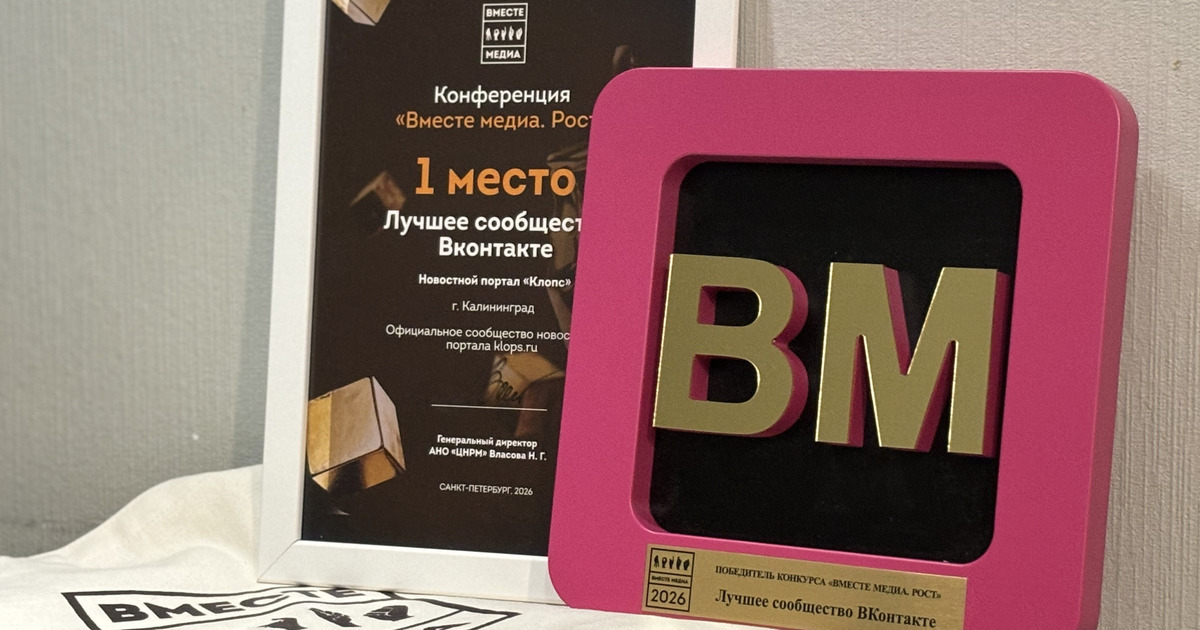 ВМЕСТЕ
МЕДИА
Конференция
«Вместе медиа. Рост
1 место
Лучшее сообщест
Вконтакте
Новостной портал «Клопс»
г. Калининград
Официальное сообщество новос
портала klops.ru
Генеральный директор
АНО «ЦНРМ» Власова Н. Г.
САНКТ-ПЕТЕРБУРГ. 2026
ВМ
ВМЕСТЕ МЕДИА
2026
ПОБЕДИТЕЛЬ КОНКУРСА «ВМЕСТЕ МЕДИА. РОСТ»
Лучшее сообщество ВКонтакте
ВМЕСТЕ